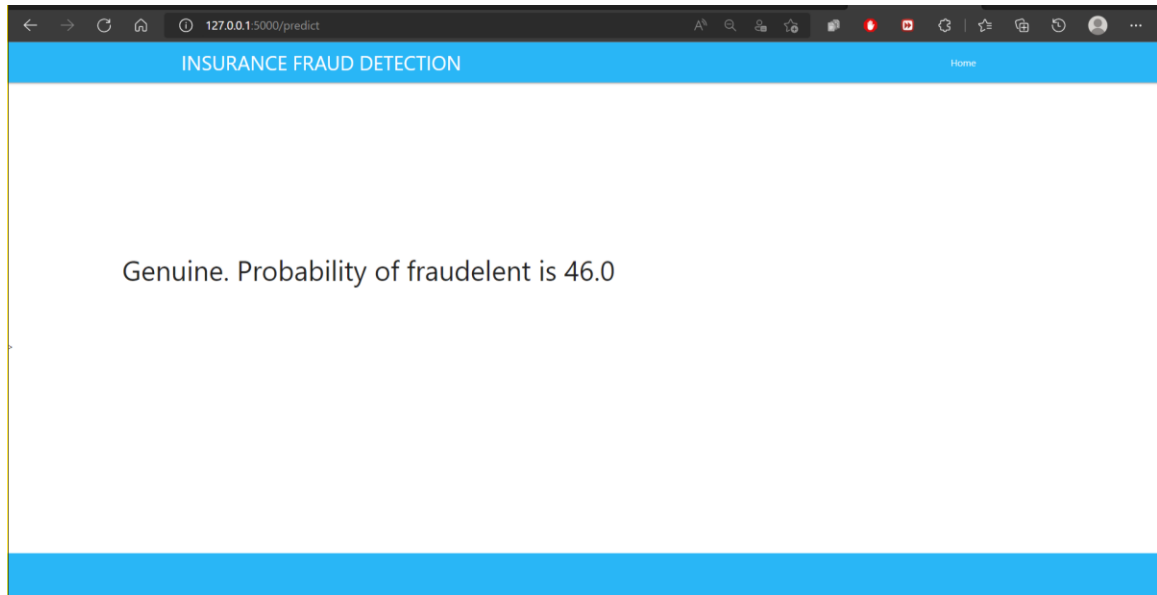 127.0.0.1:5000/predict
INSURANCE FRAUD DETECTION
Home
Genuine. Probability of fraudelent is 46.0